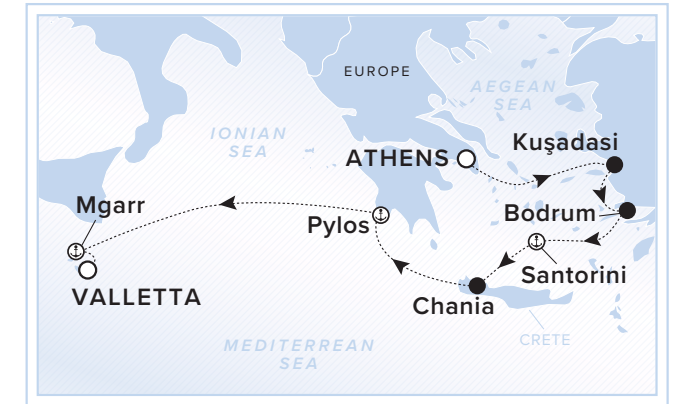 EUROPE
AEGEAN
SEA
IONIAN
SEA
ATHENS
Kuşadasi
Mgarr
Pylos
Bodrum
VALLETTA
Santorini
Chania
CRETE
MEDITERREAN
SEA